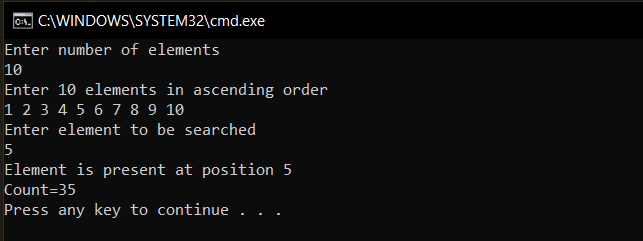 C:\WINDOWS\SYSTEM32\cmd.exe
Enter number of elements
10
Enter 10 elements in ascending order
1 2 3 4 5 6 7 8 9 10
Enter element to be searched
5
Element is present at position 5
Count=35
Press any key to continue . . .